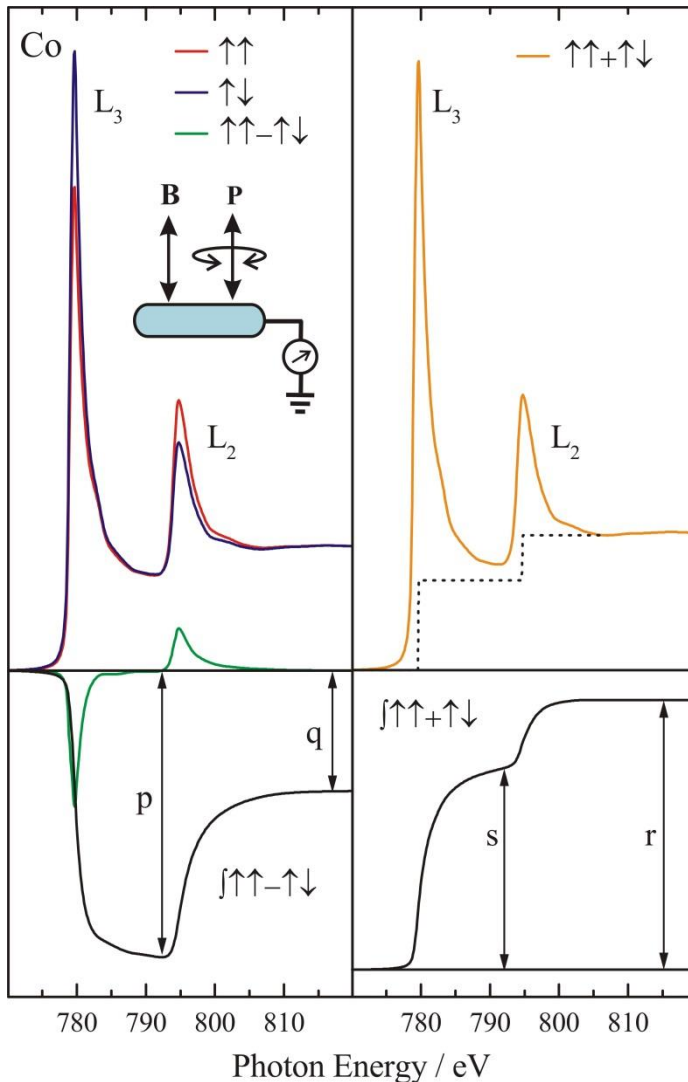 Co
↑↑
↑↓
↑↑−↑↓
L₃
B P
L₂
↑↑+↑↓
L₃
L₂
p
q
∫↑↑−↑↓
∫↑↑+↑↓
s
r
780 790 800 810
780 790 800 810
Photon Energy / eV